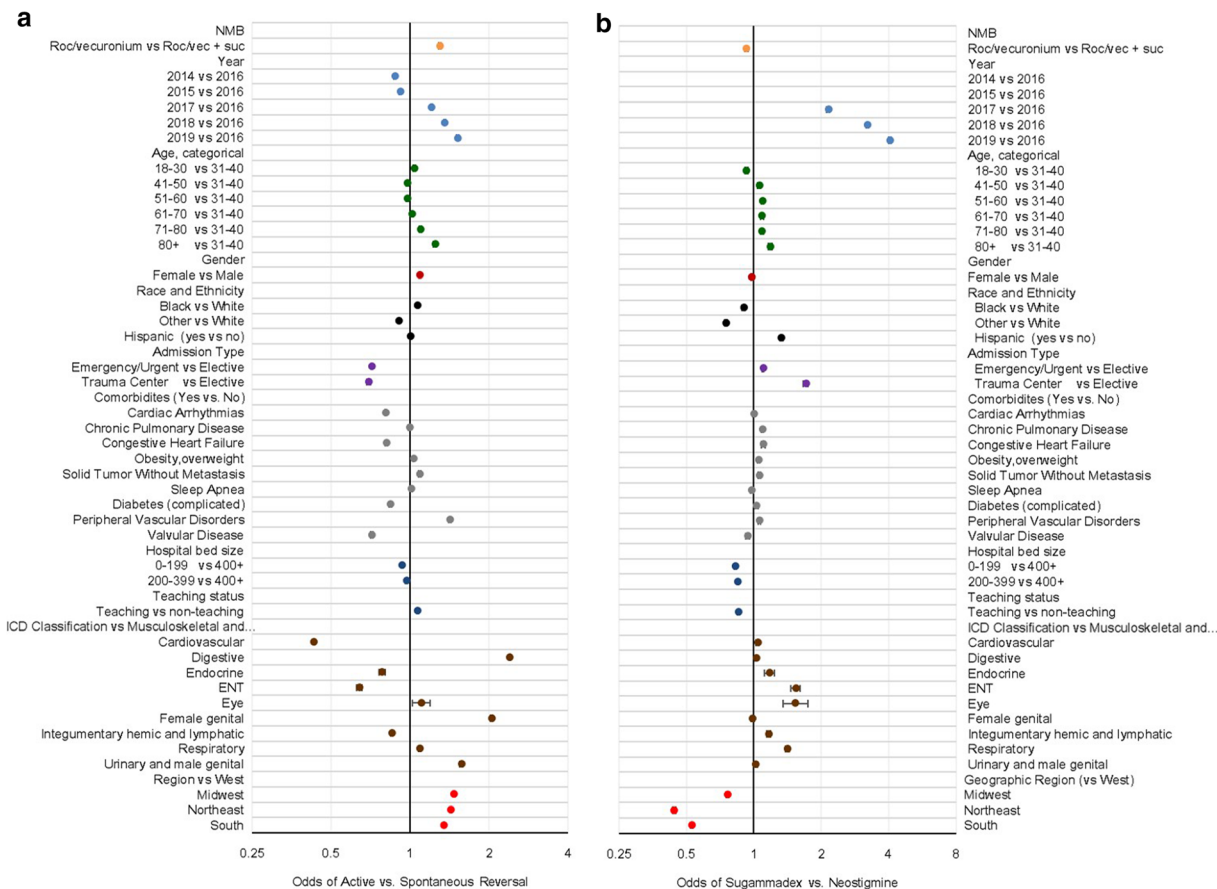 a
NMB
Roc/vecuronium vs Roc/vec + suc
Year
2014 vs 2016
2015 vs 2016
2017 vs 2016
2018 vs 2016
2019 vs 2016
Age, categorical
18-30 vs 31-40
41-50 vs 31-40
51-60 vs 31-40
61-70 vs 31-40
71-80 vs 31-40
80+ vs 31-40
Gender
Female vs Male
Race and Ethnicity
Black vs White
Other vs White
Hispanic (yes vs no)
Admission Type
Emergency/Urgent vs Elective
Trauma Center vs Elective
Comorbidites (Yes vs. No)
Cardiac Arrhythmias
Chronic Pulmonary Disease
Congestive Heart Failure
Obesity,overweight
Solid Tumor Without Metastasis
Sleep Apnea
Diabetes (complicated)
Peripheral Vascular Disorders
Valvular Disease
Hospital bed size
0-199 vs 400+
200-399 vs 400+
Teaching status
Teaching vs non-teaching
ICD Classification vs Musculoskeletal and...
Cardiovascular
Digestive
Endocrine
ENT
Eye
Female genital
Integumentary hemic and lymphatic
Respiratory
Urinary and male genital
Region vs West
Midwest
Northeast
South
0.25 0.5 1 2 4
Odds of Active vs. Spontaneous Reversal
b
NMB
Roc/vecuronium vs Roc/vec + suc
Year
2014 vs 2016
2015 vs 2016
2017 vs 2016
2018 vs 2016
2019 vs 2016
Age, categorical
18-30 vs 31-40
41-50 vs 31-40
51-60 vs 31-40
61-70 vs 31-40
71-80 vs 31-40
80+ vs 31-40
Gender
Female vs Male
Race and Ethnicity
Black vs White
Other vs White
Hispanic (yes vs no)
Admission Type
Emergency/Urgent vs Elective
Trauma Center vs Elective
Comorbidites (Yes vs. No)
Cardiac Arrhythmias
Chronic Pulmonary Disease
Congestive Heart Failure
Obesity,overweight
Solid Tumor Without Metastasis
Sleep Apnea
Diabetes (complicated)
Peripheral Vascular Disorders
Valvular Disease
Hospital bed size
0-199 vs 400+
200-399 vs 400+
Teaching status
Teaching vs non-teaching
ICD Classification vs Musculoskeletal and...
Cardiovascular
Digestive
Endocrine
ENT
Eye
Female genital
Integumentary hemic and lymphatic
Respiratory
Urinary and male genital
Geographic Region (vs West)
Midwest
Northeast
South
0.25 0.5 1 2 4 8
Odds of Sugammadex vs. Neostigmine